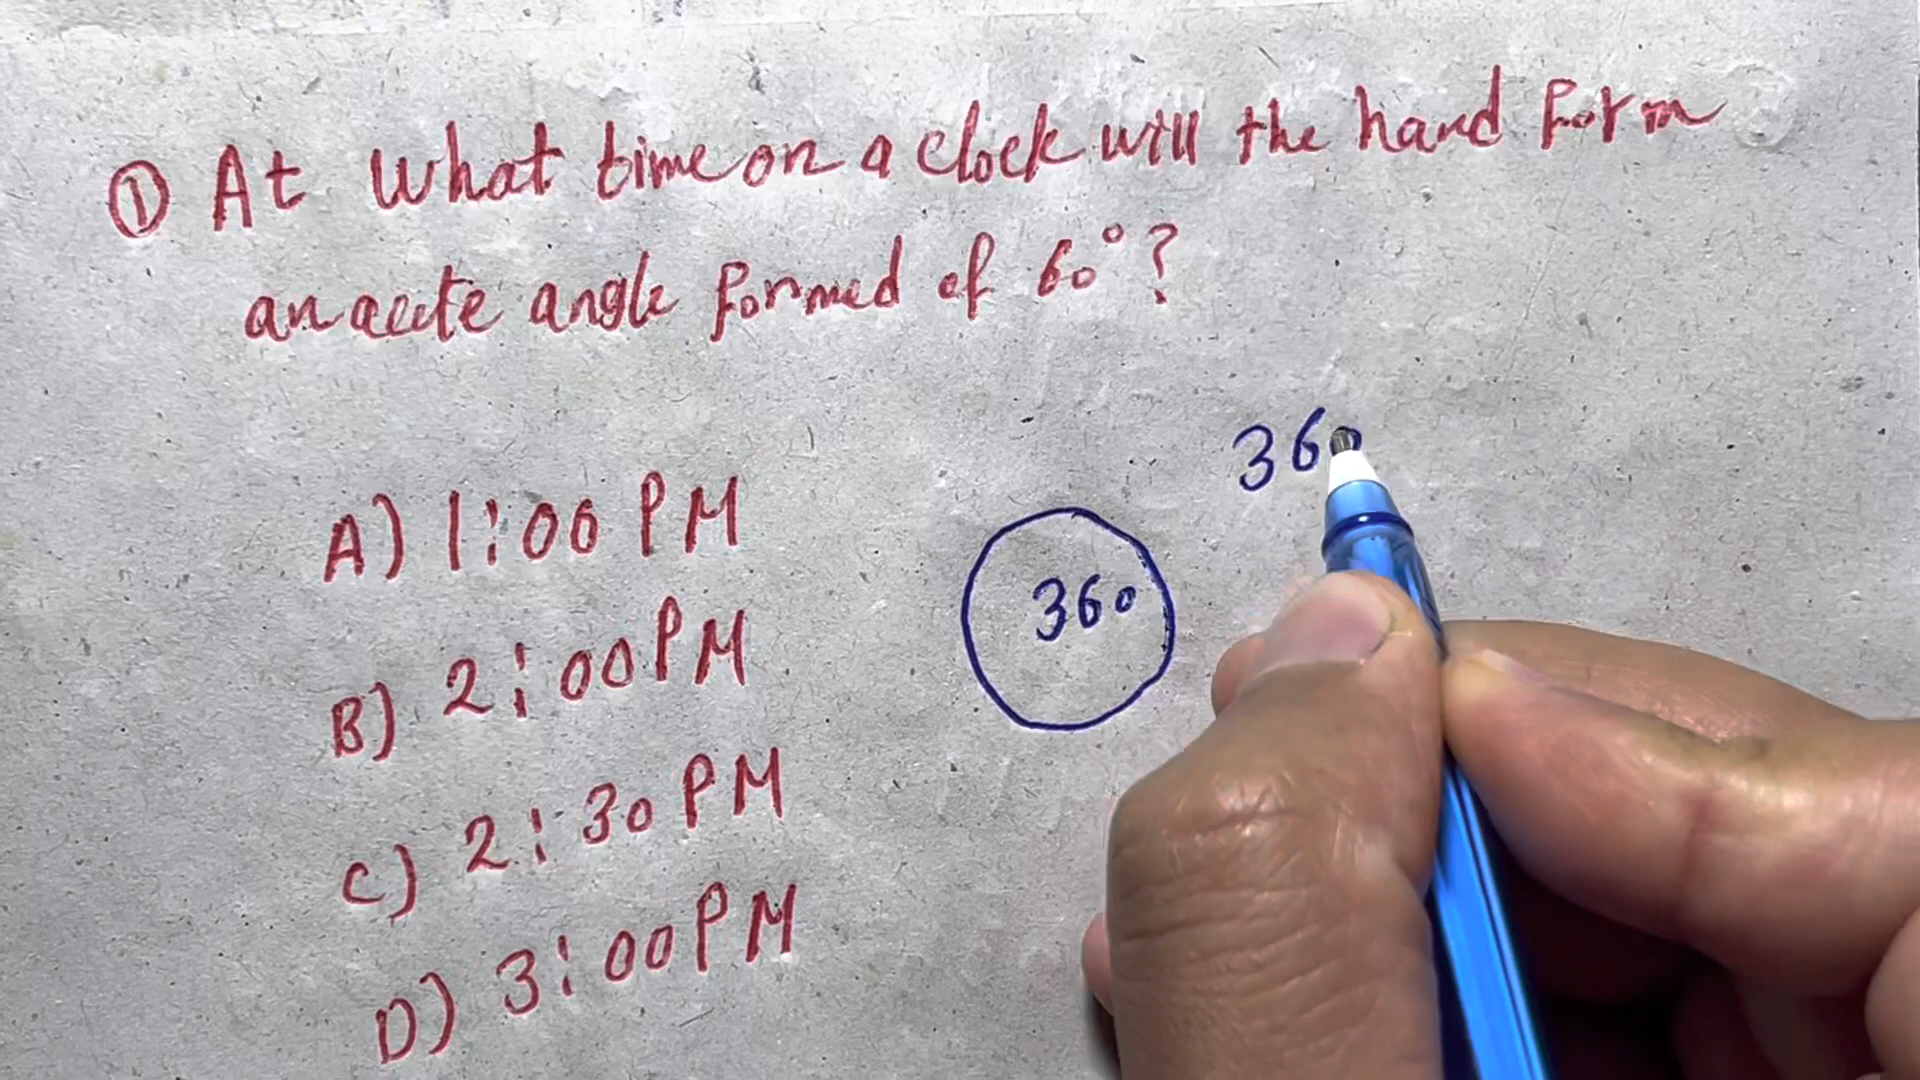 ① At What time on a clock will the hand form
an acute angle formed of 60°?
A) 1:00 PM
B) 2:00 PM
C) 2:30 PM
D) 3:00 PM
360
360